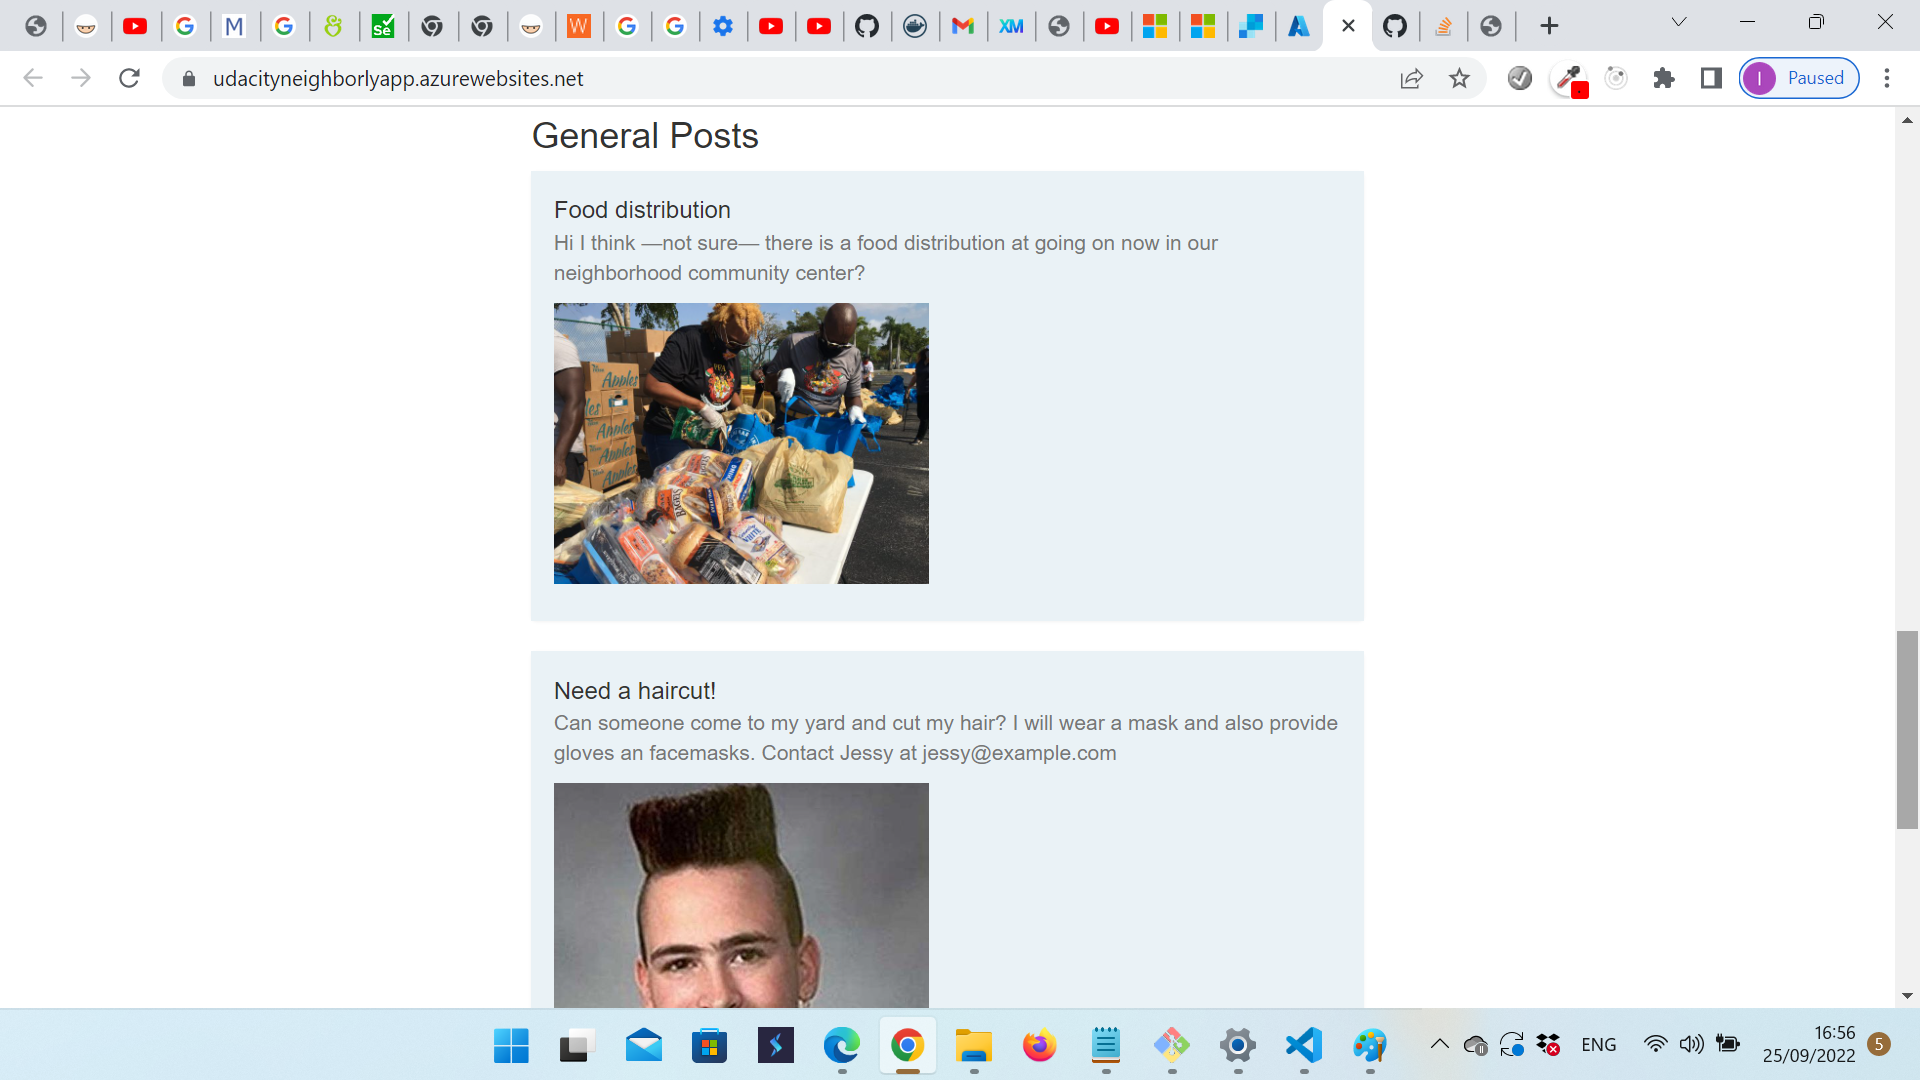 M
Se
W
XM
udacityneighborlyapp.azurewebsites.net
I
Paused
General Posts
Food distribution
Hi I think —not sure— there is a food distribution at going on now in our
neighborhood community center?
Apples
Apples
Apples
Apples
BAGELS
Need a haircut!
Can someone come to my yard and cut my hair? I will wear a mask and also provide
gloves an facemasks. Contact Jessy at jessy@example.com
ENG
16:56
25/09/2022
5